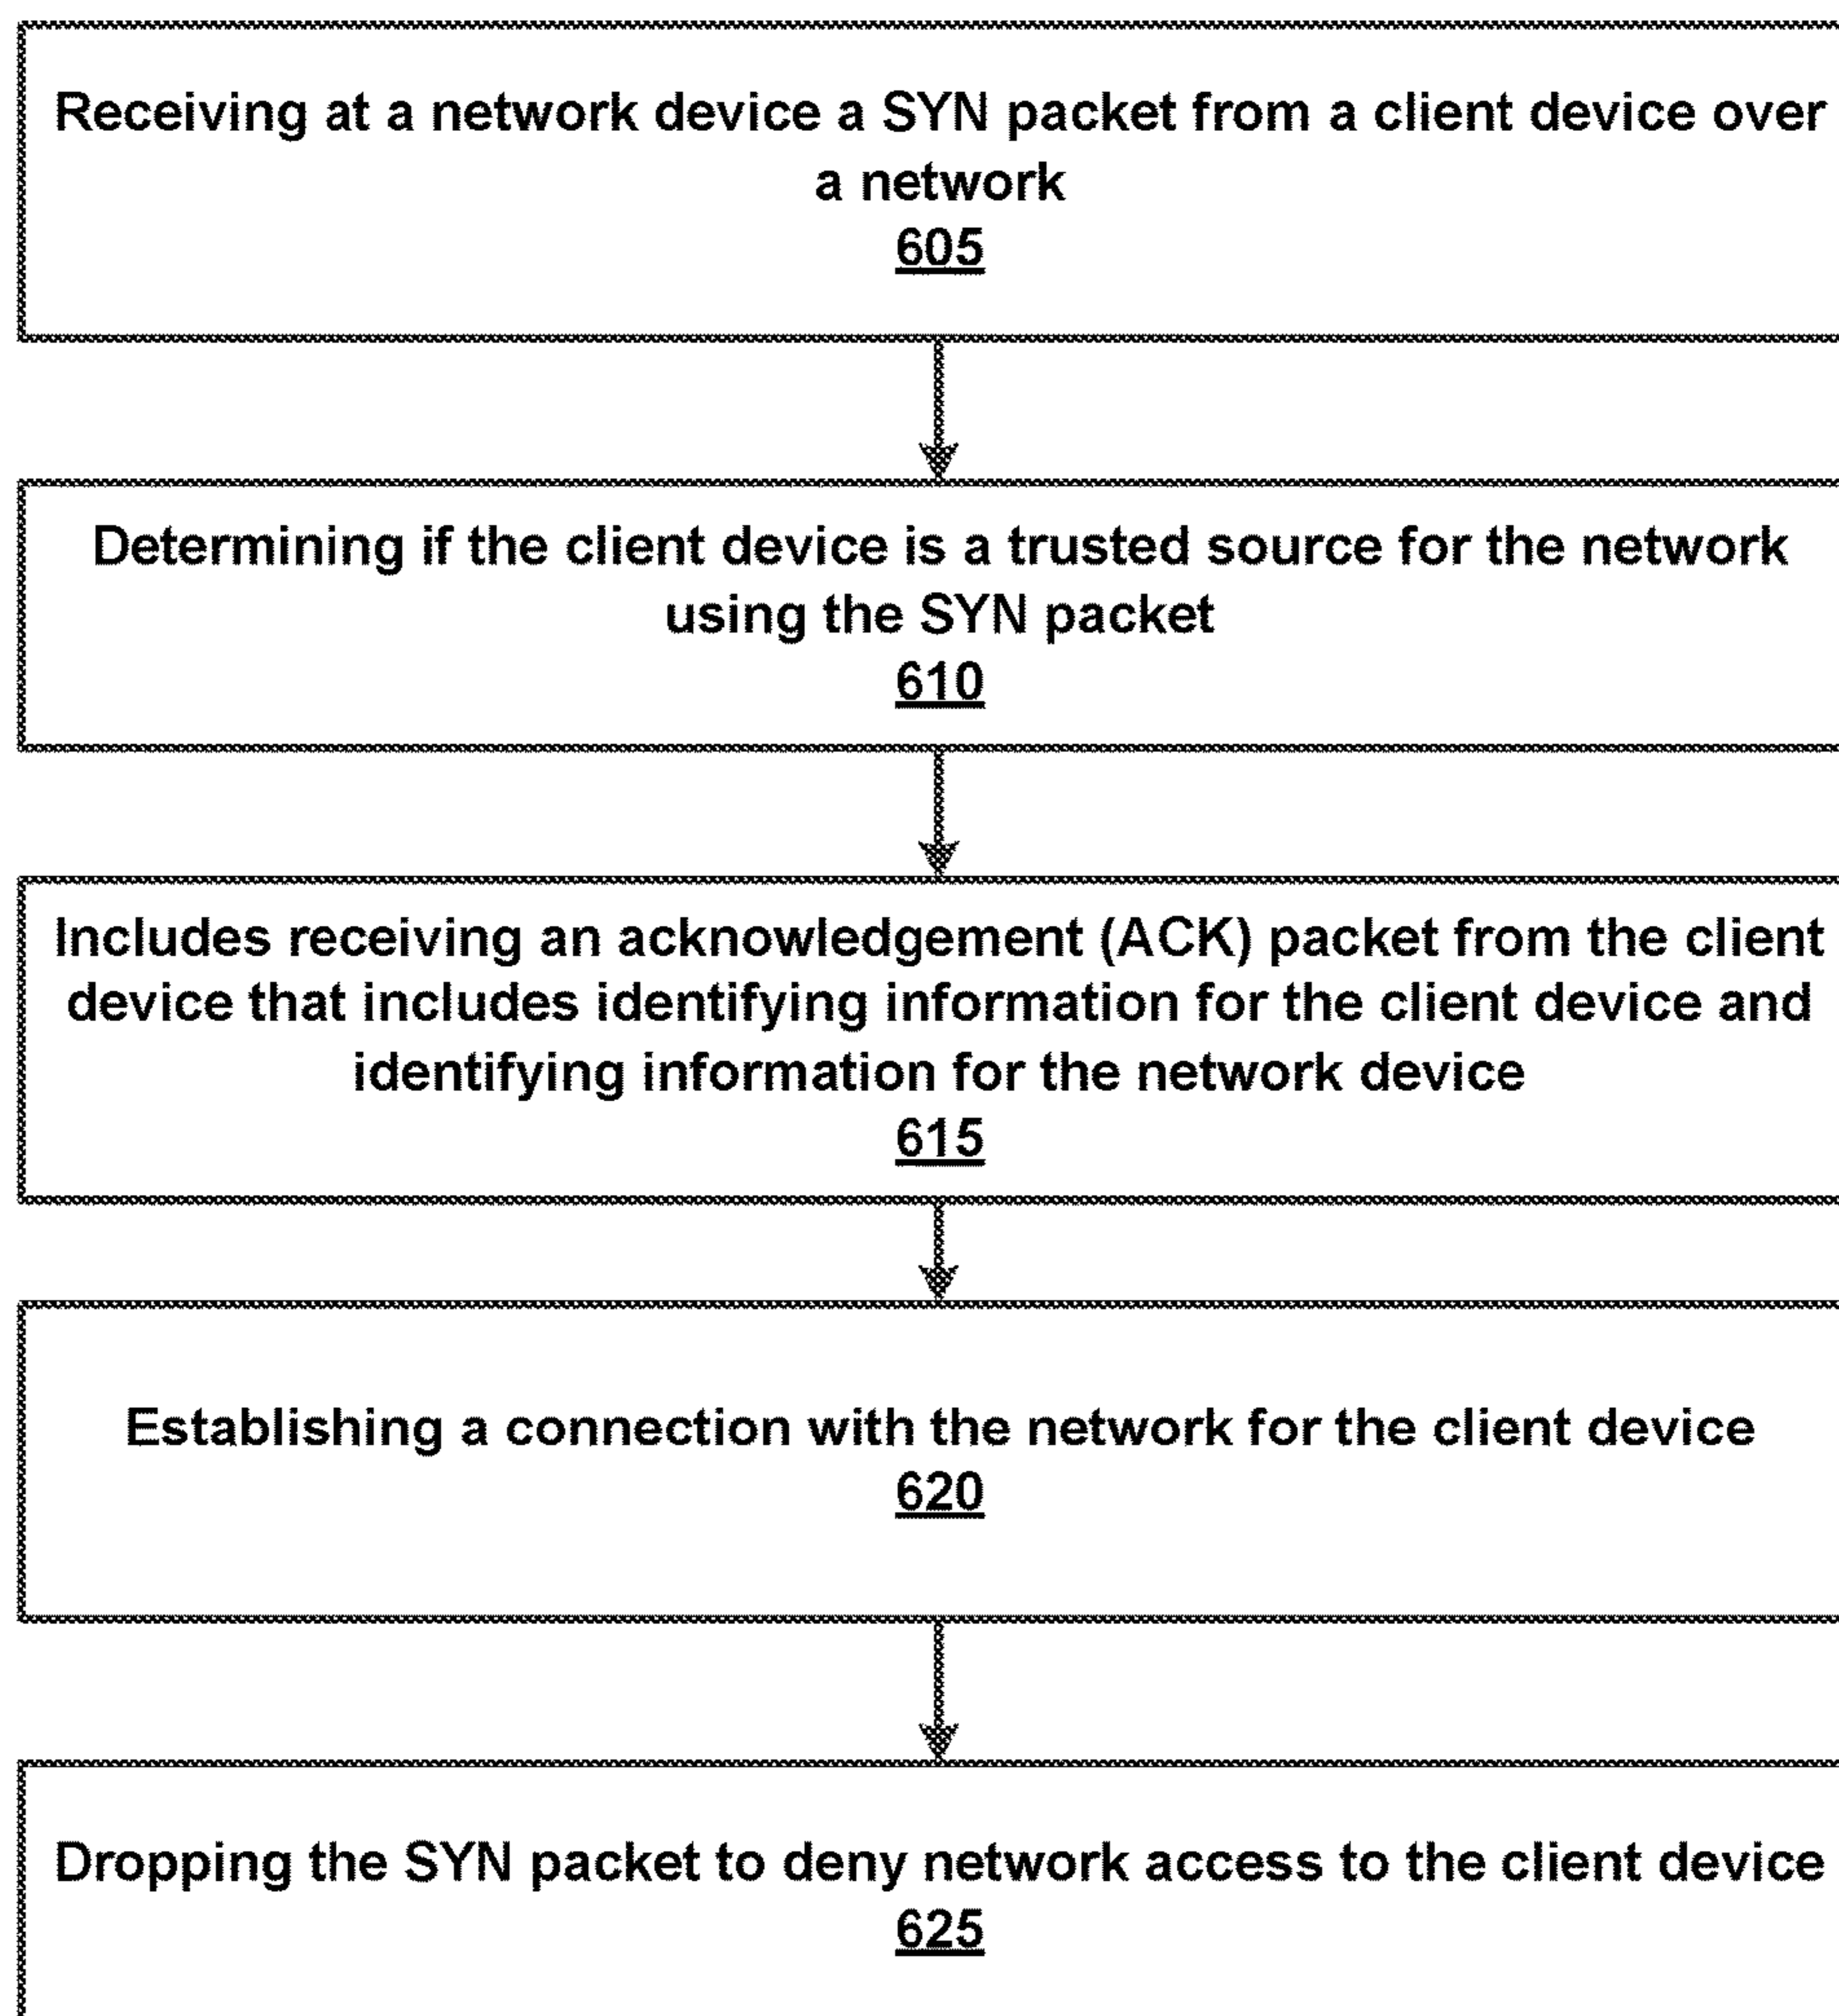 Receiving at a network device a SYN packet from a client device over
a network
605
Determining if the client device is a trusted source for the network
using the SYN packet
610
Includes receiving an acknowledgement (ACK) packet from the client
device that includes identifying information for the client device and
identifying information for the network device
615
Establishing a connection with the network for the client device
620
Dropping the SYN packet to deny network access to the client device
625